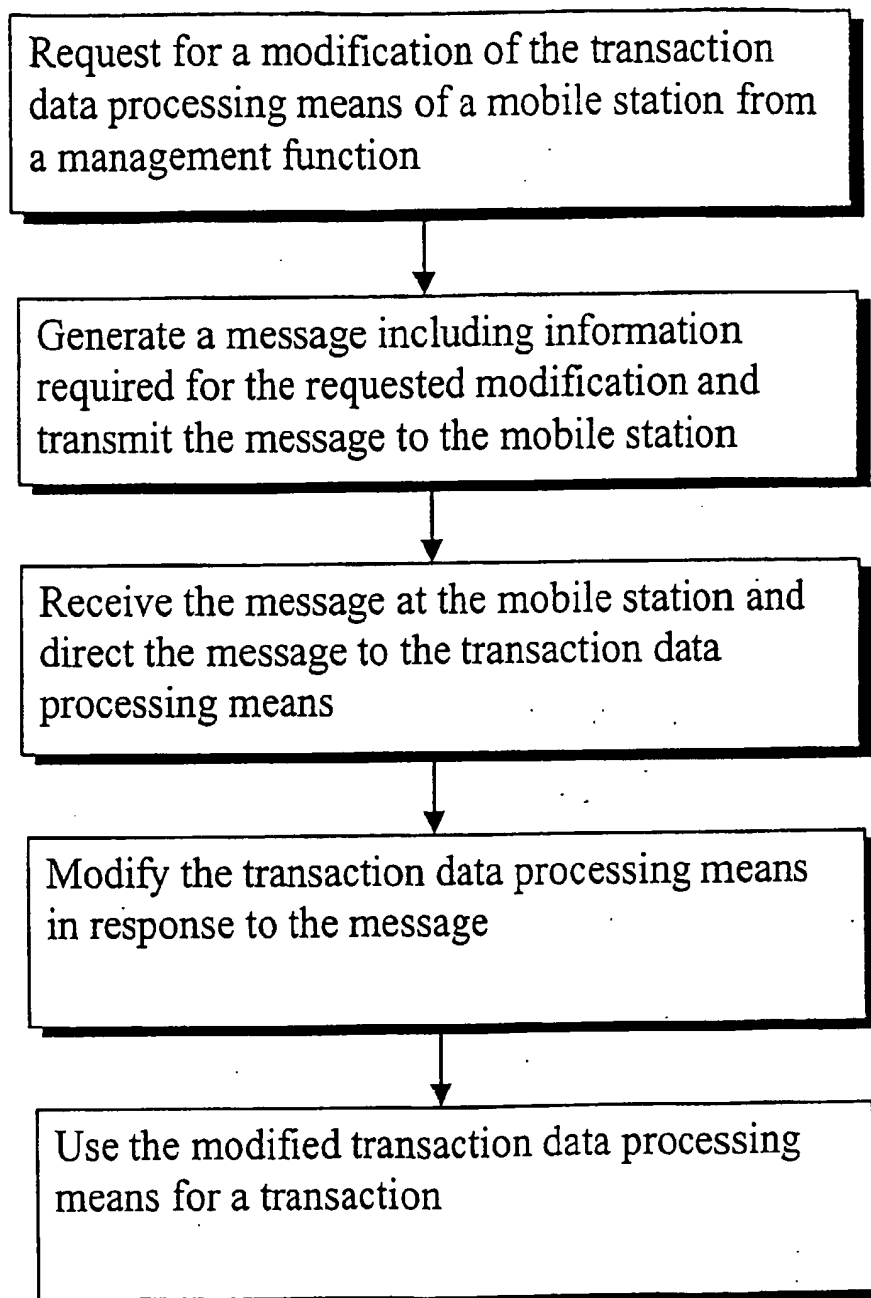 Request for a modification of the transaction
data processing means of a mobile station from
a management function
Generate a message including information
required for the requested modification and
transmit the message to the mobile station
Receive the message at the mobile station and
direct the message to the transaction data
processing means
Modify the transaction data processing means
in response to the message
Use the modified transaction data processing
means for a transaction